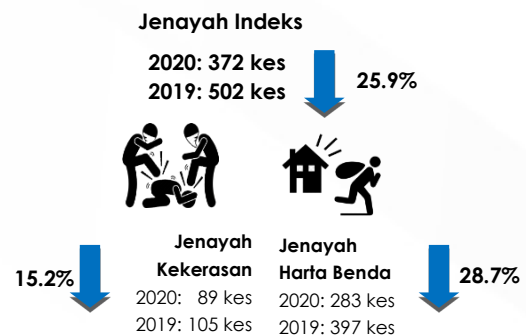 Jenayah Indeks
2020: 372 kes
2019: 502 kes
25.9%
15.2%
Jenayah
Kekerasan
2020: 89 kes
2019: 105 kes
Jenayah
Harta Benda
2020: 283 kes
2019: 397 kes
28.7%